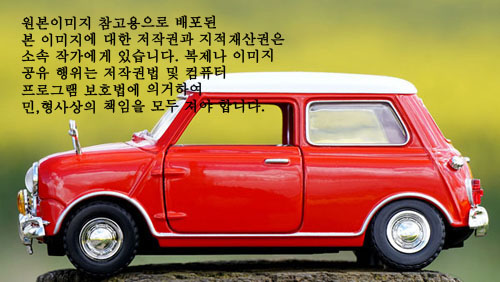 원본이미지 참고용으로 배포된
본 이미지에 대한 저작권과 지적재산권은
소속 작가에게 있습니다. 복제나 이미지
공유 행위는 저작권법 및 컴퓨터
프로그램 보호법에 의거하여
민,형사상의 책임을 모두 져야 합니다.